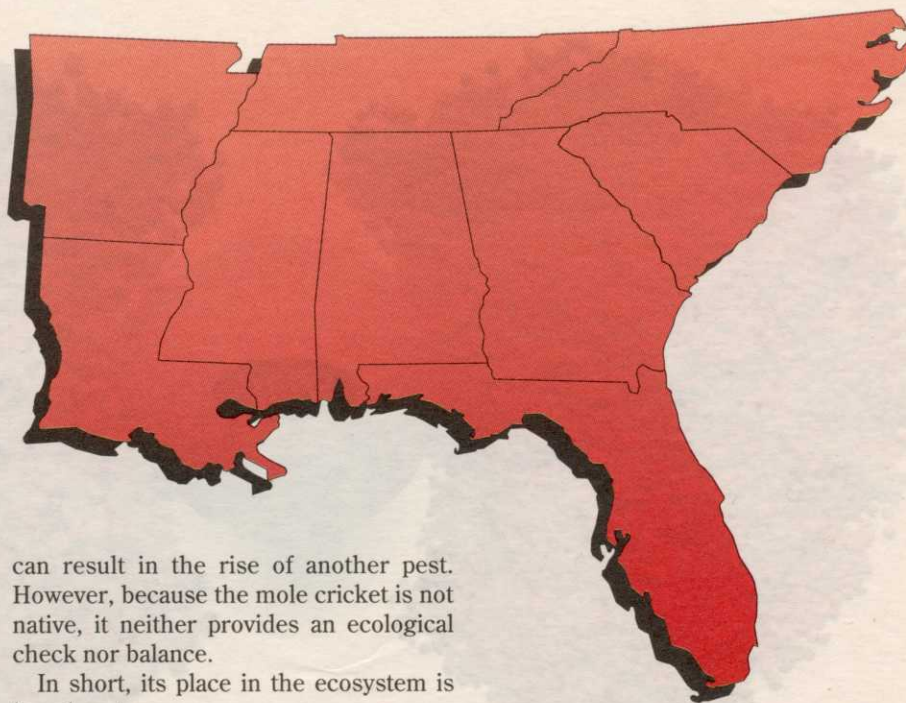 can result in the rise of another pest.
However, because the mole cricket is not
native, it neither provides an ecological
check nor balance.
In short, its place in the ecosystem is